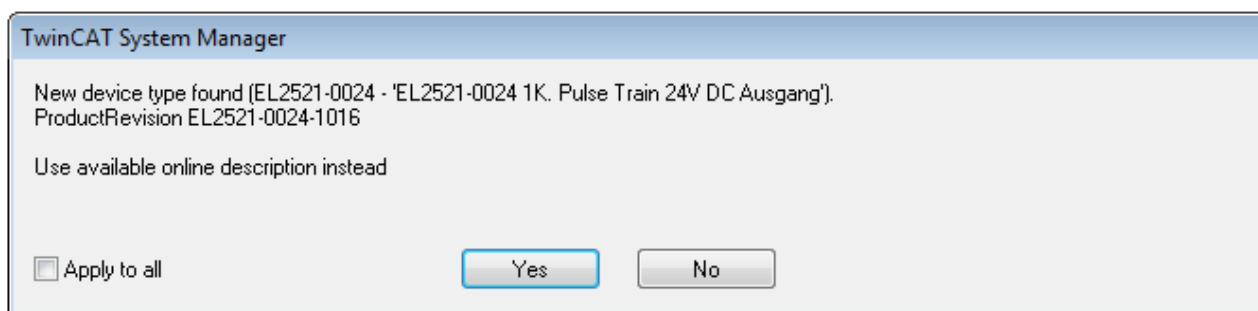 TwinCAT System Manager
New device type found (EL2521-0024 - 'EL2521-0024 1K. Pulse Train 24V DC Ausgang').
ProductRevision EL2521-0024-1016
Use available online description instead
Apply to all
Yes
No